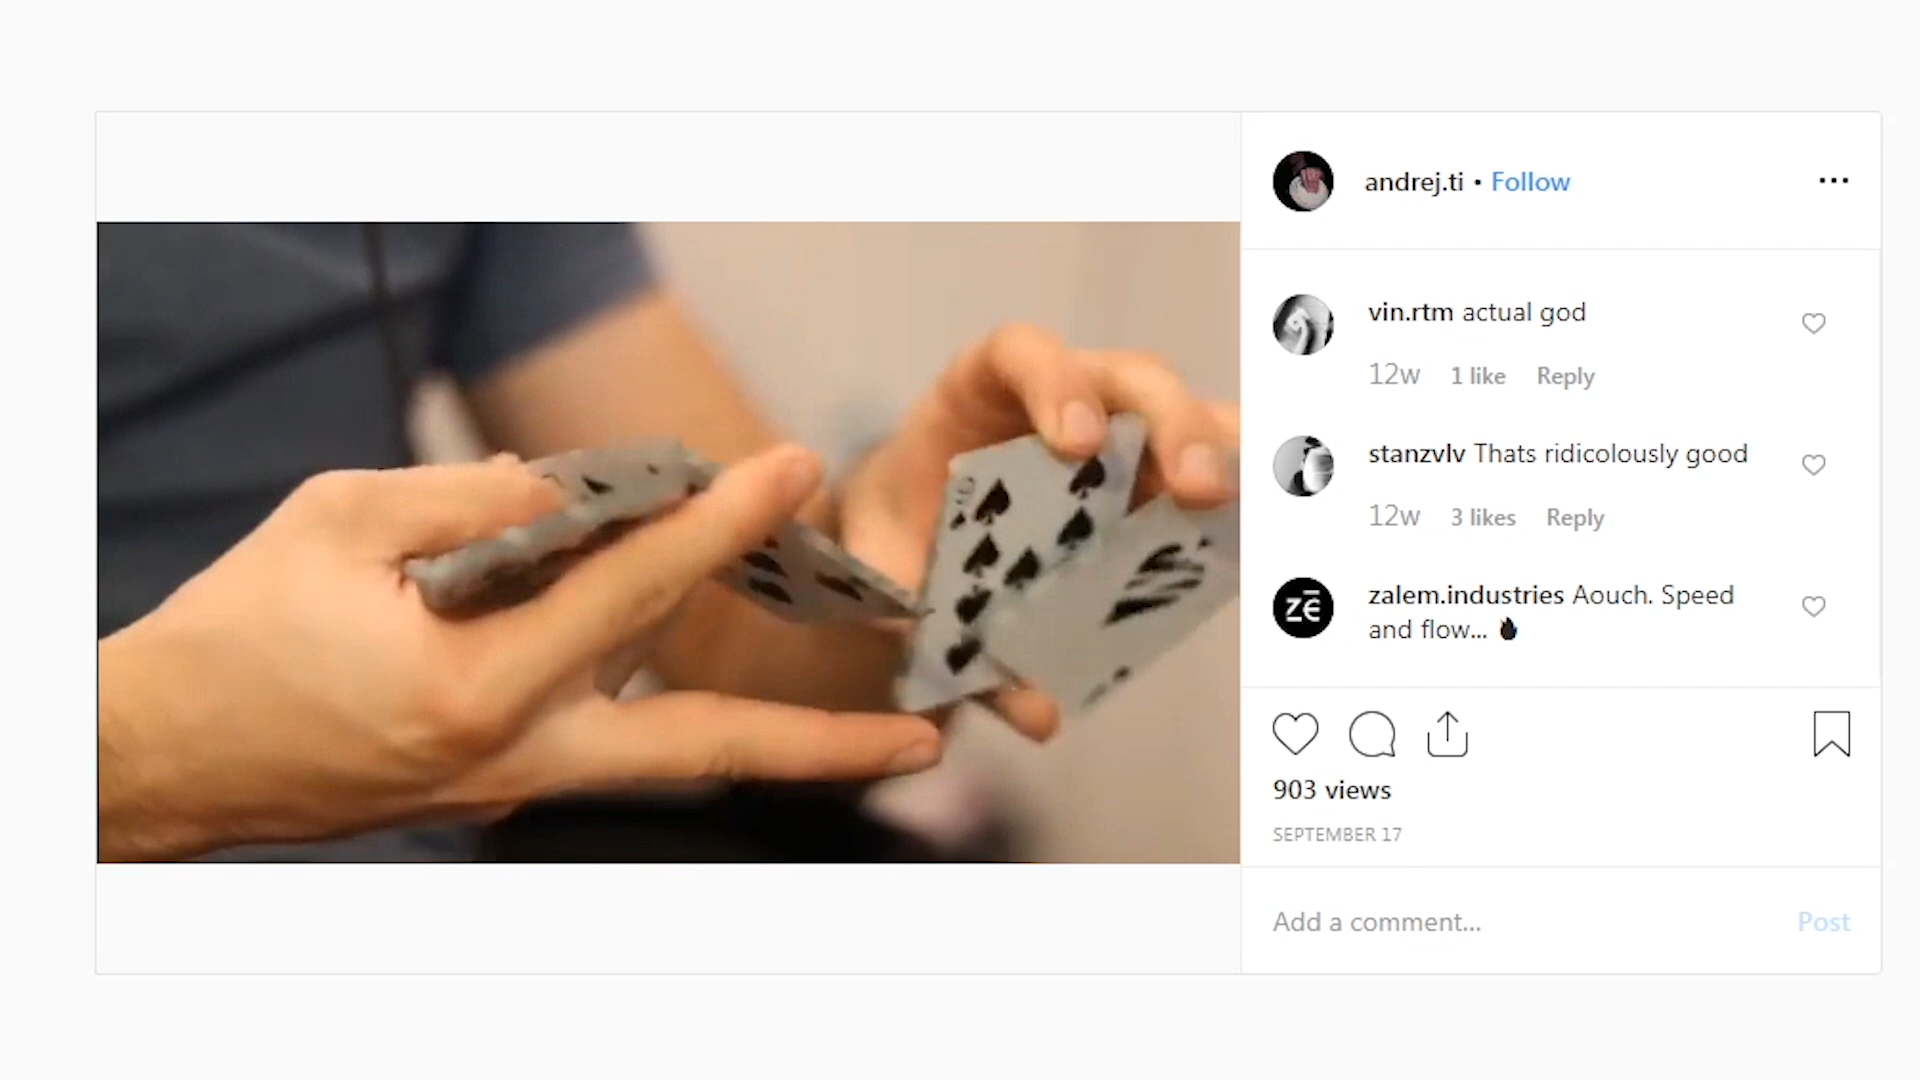 andrej.ti • Follow
vin.rtm actual god
12w 1 like Reply
stanzvlv Thats ridicolously good
12w 3 likes Reply
zē
zalem.industries Aouch. Speed
and flow... 🔥
903 views
SEPTEMBER 17
Add a comment... Post